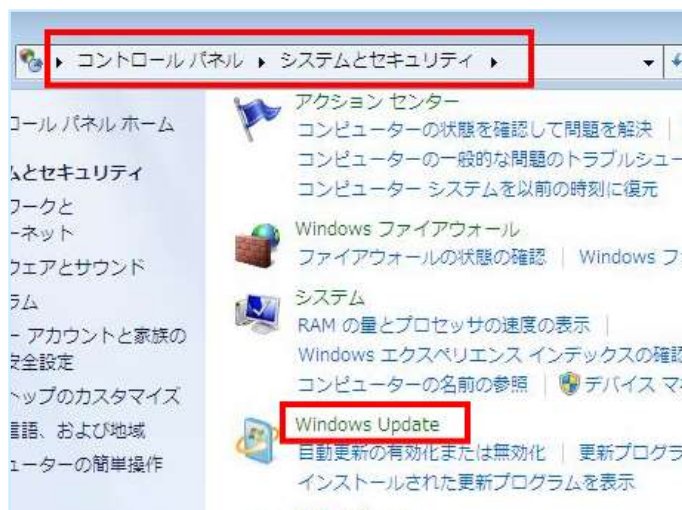 コントロール パネル ▸ システムとセキュリティ ▸
コール パネル ホーム
ムとセキュリティ
ワークと
ーネット
ウェアとサウンド
ラム
ー アカウントと家族の
安全設定
トップのカスタマイズ
言語、および地域
ューターの簡単操作
アクション センター
コンピューターの状態を確認して問題を解決
コンピューターの一般的な問題のトラブルシュー
コンピューター システムを以前の時刻に復元
Windows ファイアウォール
ファイアウォールの状態の確認 | Windows フ
システム
RAM の量とプロセッサの速度の表示 |
Windows エクスペリエンス インデックスの確認
コンピューターの名前の参照 | デバイス マ
Windows Update
自動更新の有効化または無効化 | 更新プログラ
インストールされた更新プログラムを表示